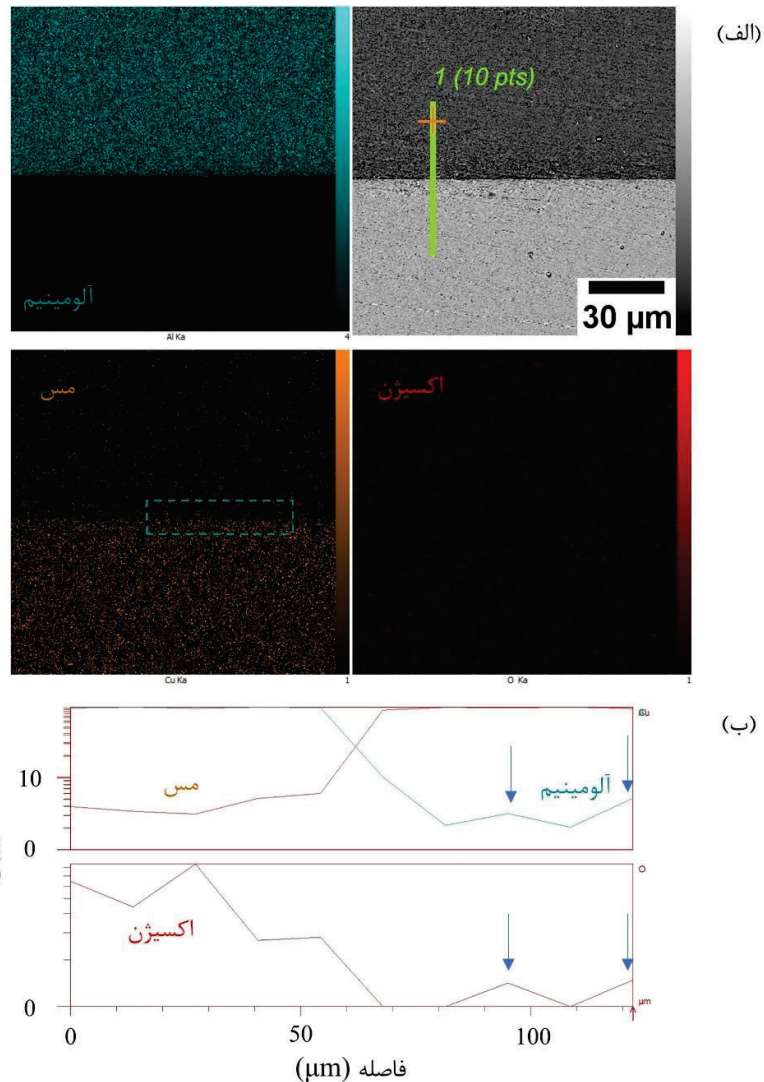 (الف)
1 (10 pts)
30 µm
آلومینیم
Al Ka
4
مس
Cu Ka
1
اکسیژن
O Ka
1
(ب)
10
0
مس
آلومینیم
اکسیژن
O
µm
0
0
50
100
فاصله (µm)